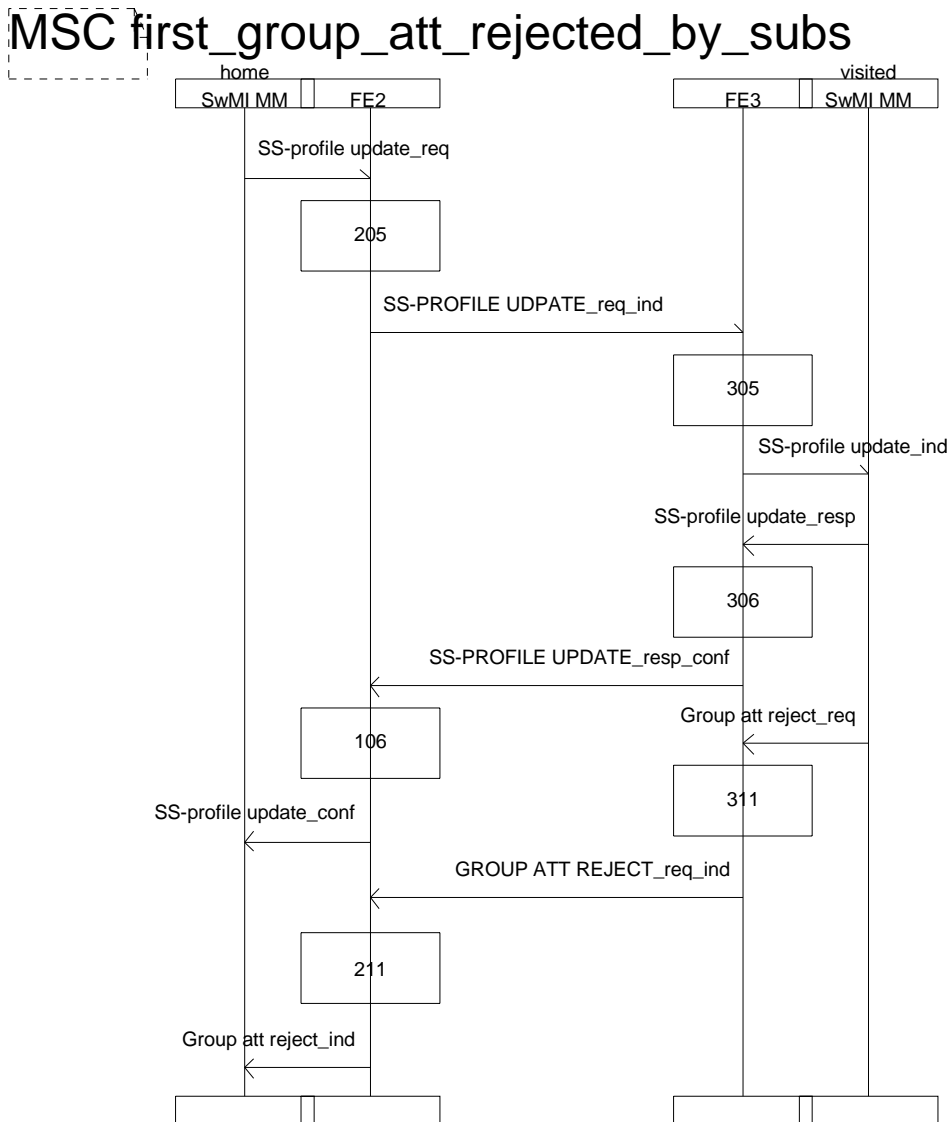 MSC first_group_att_rejected_by_subs
home
visited
SwMI MM
FE2
FE3
SwMI MM
SS-profile update_req
205
SS-PROFILE UDPATE_req_ind
305
SS-profile update_ind
SS-profile update_resp
306
SS-PROFILE UPDATE_resp_conf
Group att reject_req
106
311
SS-profile update_conf
GROUP ATT REJECT_req_ind
211
Group att reject_ind